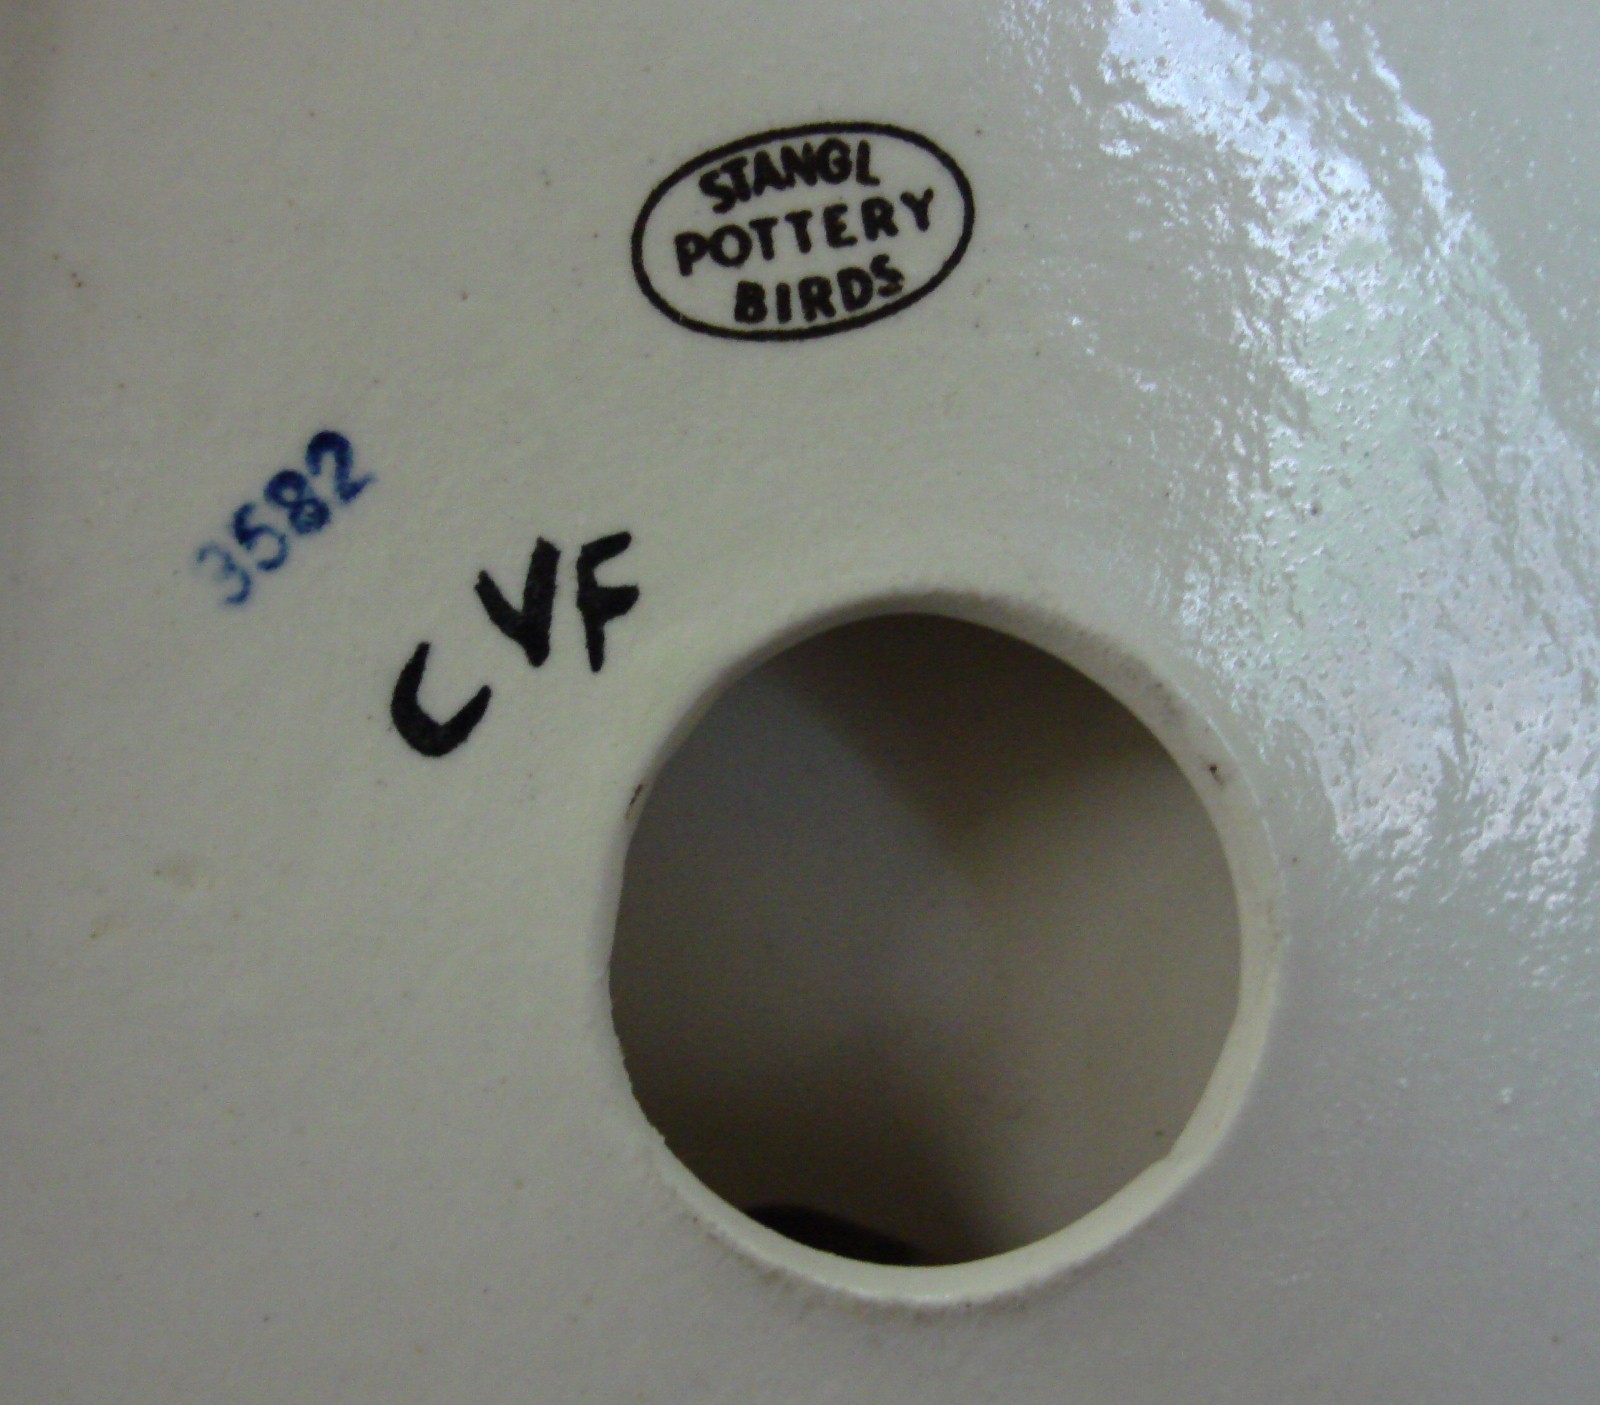 STANGL
POTTERY
BIRDS
3582
CVF